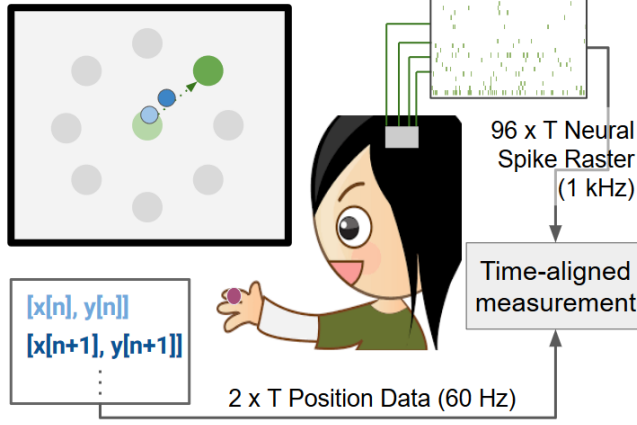 96 x T Neural
Spike Raster
(1 kHz)
Time-aligned
measurement
[x[n], y[n]]
[x[n+1], y[n+1]]
2 x T Position Data (60 Hz)